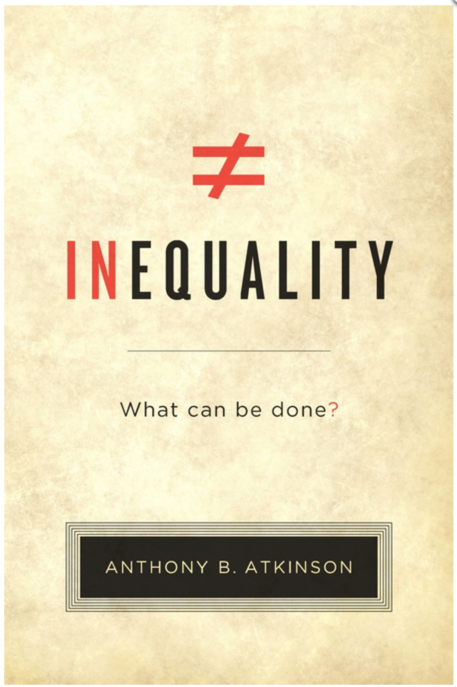 ≠
INEQUALITY
What can be done?
ANTHONY B. ATKINSON